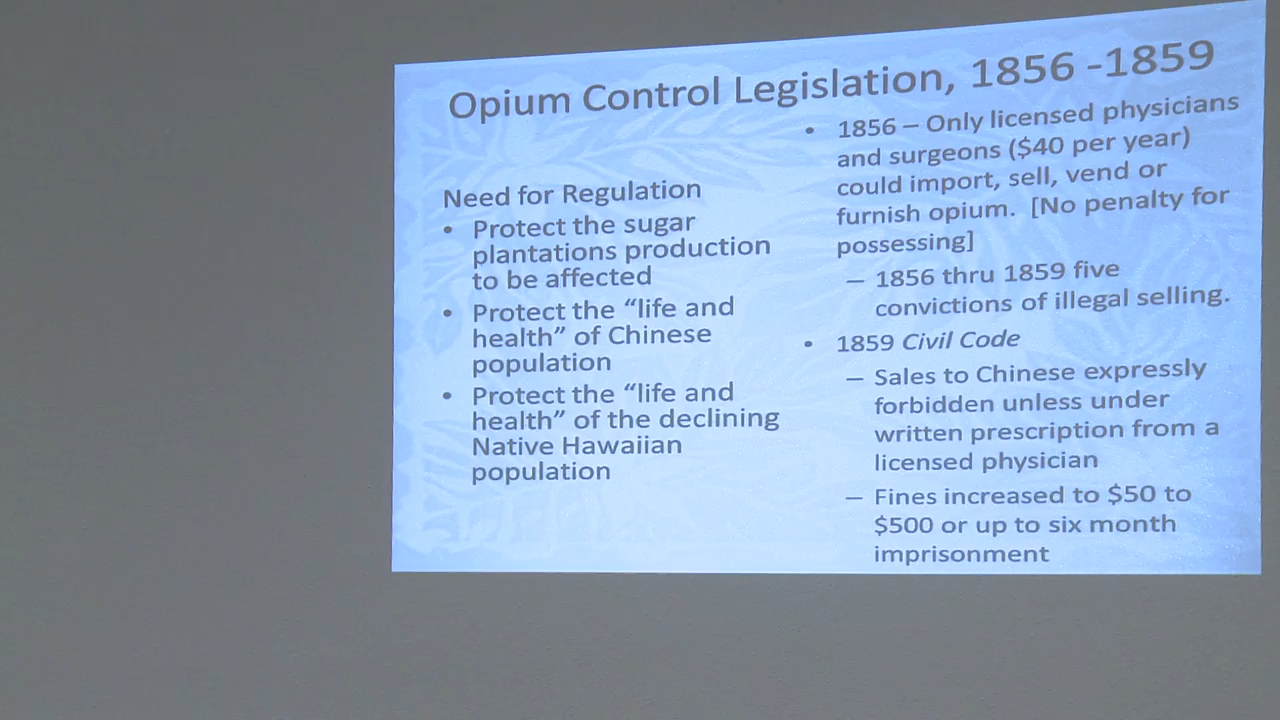 Opium Control Legislation, 1856 -1859
Need for Regulation
• Protect the sugar
plantations production
to be affected
• Protect the “life and
health” of Chinese
population
• Protect the “life and
health” of the declining
Native Hawaiian
population
• 1856 – Only licensed physicians
and surgeons ($40 per year)
could import, sell, vend or
furnish opium. [No penalty for
possessing]
– 1856 thru 1859 five
convictions of illegal selling.
• 1859 Civil Code
– Sales to Chinese expressly
forbidden unless under
written prescription from a
licensed physician
– Fines increased to $50 to
$500 or up to six month
imprisonment